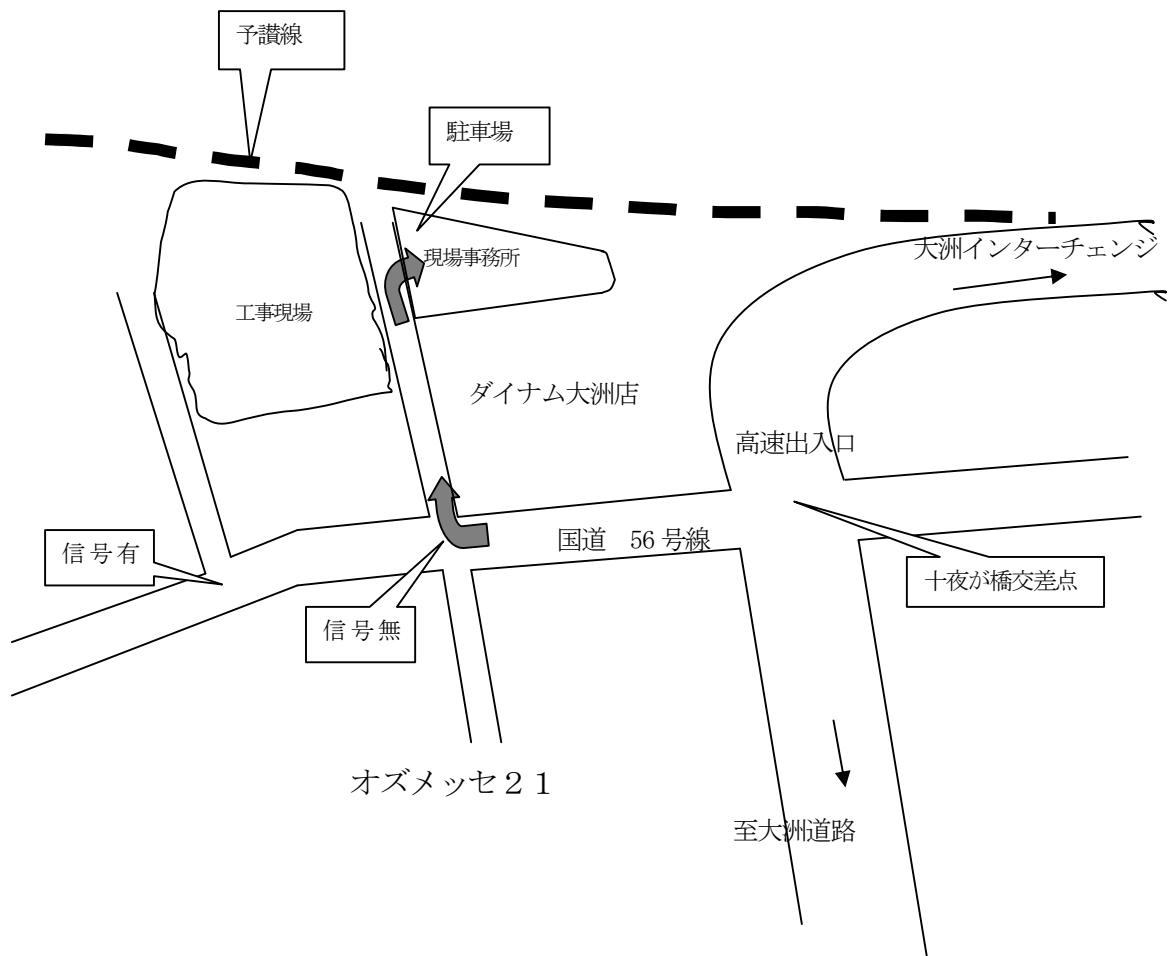 予讃線
駐車場
大洲インターチェンジ
現場事務所
工事現場
ダイナム大洲店
高速出入口
信号有
国道　56号線
十夜が橋交差点
信号無
オズメッセ２１
至大洲道路